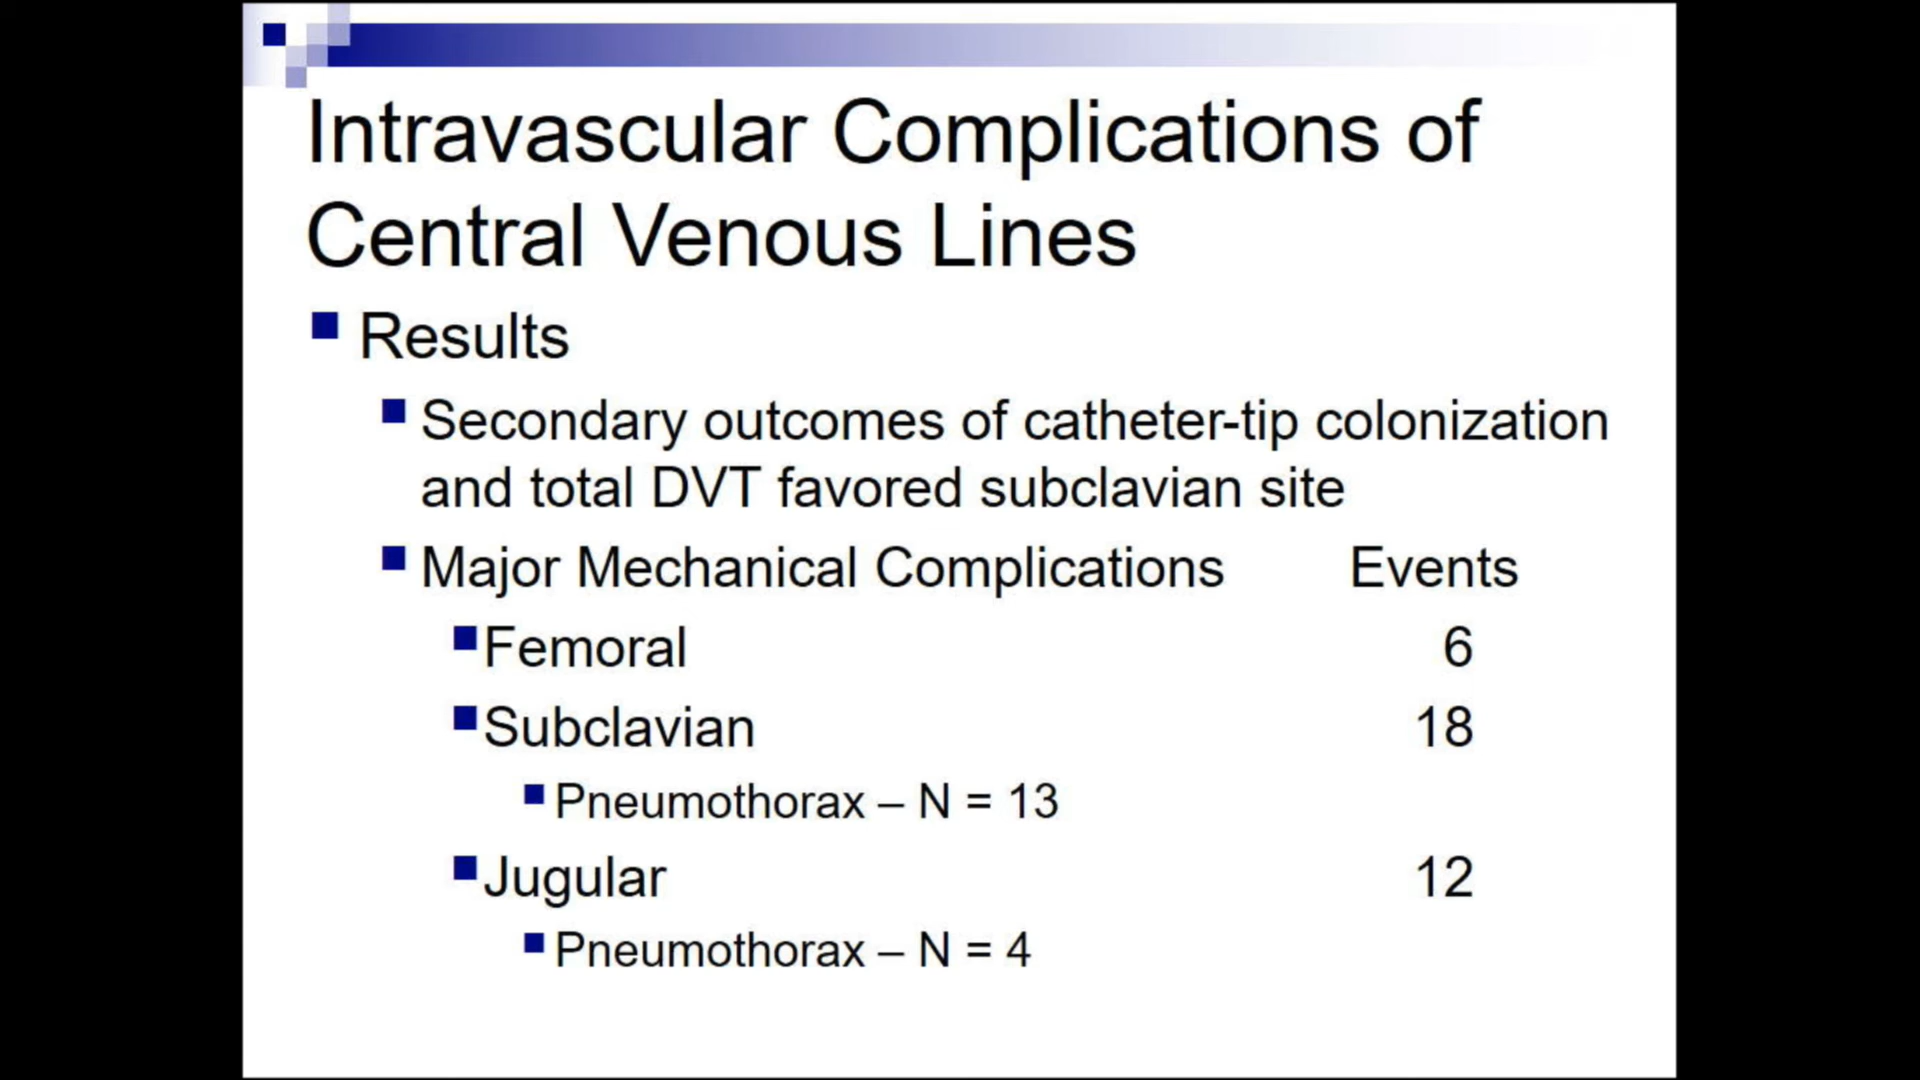 Intravascular Complications of
Central Venous Lines
Results
Secondary outcomes of catheter-tip colonization
and total DVT favored subclavian site
Major Mechanical Complications Events
Femoral 6
Subclavian 18
Pneumothorax – N = 13
Jugular 12
Pneumothorax – N = 4